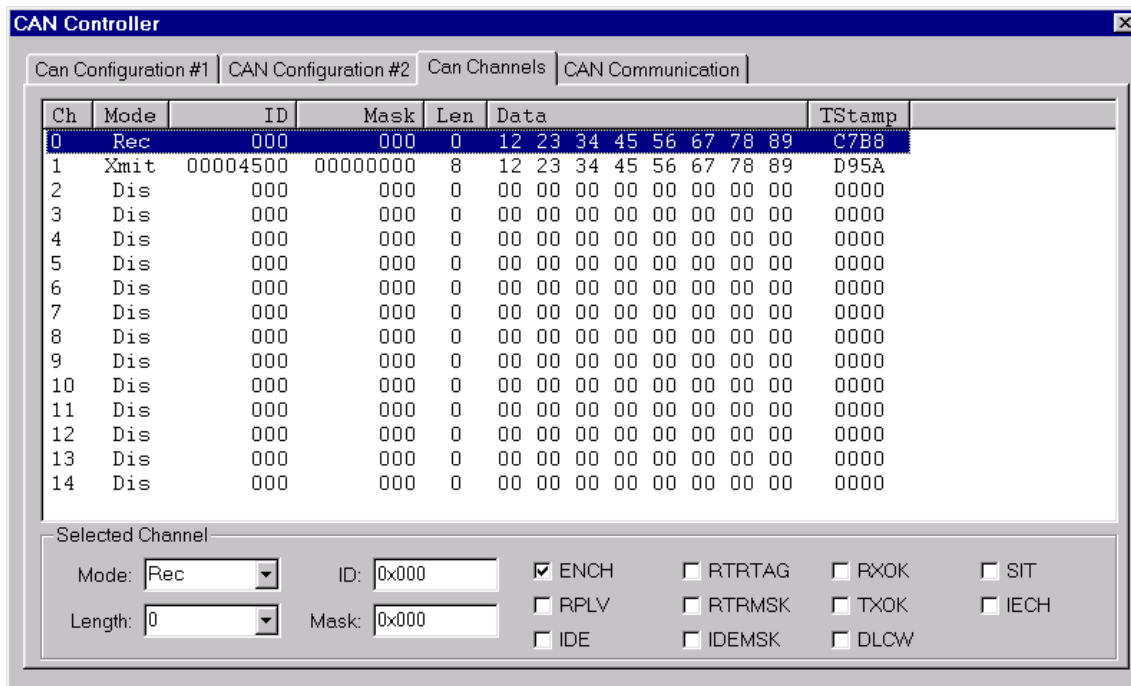 CAN Controller
Can Configuration #1 CAN Configuration #2 Can Channels CAN Communication
Ch Mode ID Mask Len Data TStamp
0 Rec 000 000 0 12 23 34 45 56 67 78 89 C7B8
1 Xmit 00004500 00000000 8 12 23 34 45 56 67 78 89 D95A
2 Dis 000 000 0 00 00 00 00 00 00 00 00 0000
3 Dis 000 000 0 00 00 00 00 00 00 00 00 0000
4 Dis 000 000 0 00 00 00 00 00 00 00 00 0000
5 Dis 000 000 0 00 00 00 00 00 00 00 00 0000
6 Dis 000 000 0 00 00 00 00 00 00 00 00 0000
7 Dis 000 000 0 00 00 00 00 00 00 00 00 0000
8 Dis 000 000 0 00 00 00 00 00 00 00 00 0000
9 Dis 000 000 0 00 00 00 00 00 00 00 00 0000
10 Dis 000 000 0 00 00 00 00 00 00 00 00 0000
11 Dis 000 000 0 00 00 00 00 00 00 00 00 0000
12 Dis 000 000 0 00 00 00 00 00 00 00 00 0000
13 Dis 000 000 0 00 00 00 00 00 00 00 00 0000
14 Dis 000 000 0 00 00 00 00 00 00 00 00 0000
Selected Channel
Mode: Rec ID: 0x000 ENCH RTRTAG RXOK SIT
Length: 0 Mask: 0x000 RPLV RTRMSK TXOK IECH
IDE IDEMSK DLCW